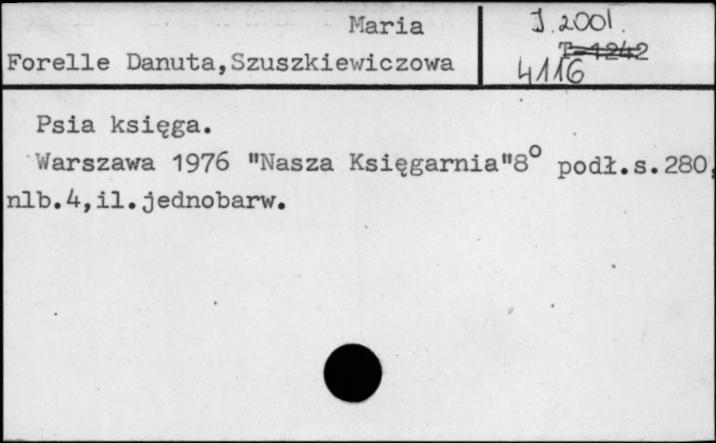 Maria
Forelle Danuta,Szuszkiewiczowa
J. 2001.
T-1242
4116
Psia księga.
Warszawa 1976 "Nasza Księgarnia"8° podł.s.280,
nlb.4,il.jednobarw.